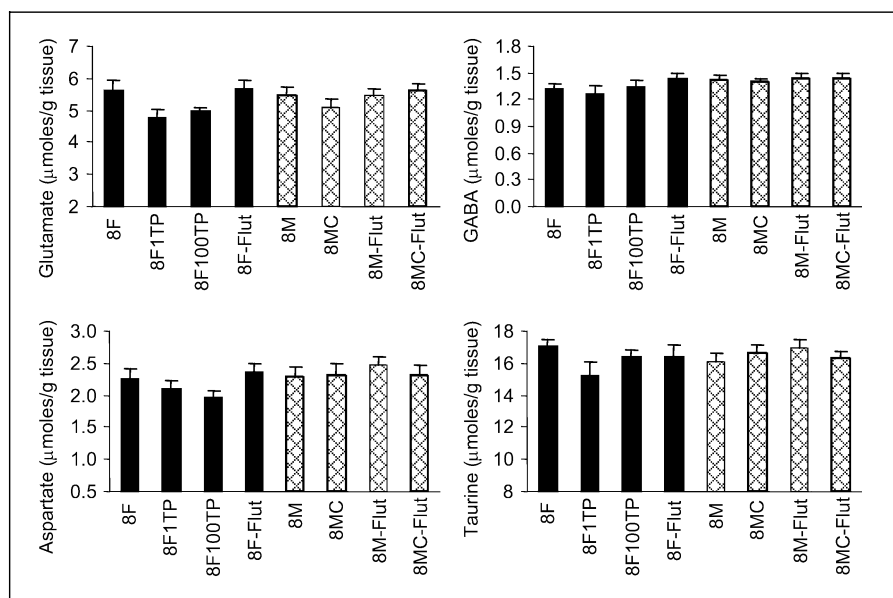 Glutamate (μmoles/g tissue)
7
6
5
4
3
2
8F
8F1TP
8F100TP
8F-Flut
8M
8MC
8M-Flut
8MC-Flut
GABA (μmoles/g tissue)
1.8
1.5
1.2
0.9
0.6
0.3
0.0
8F
8F1TP
8F100TP
8F-Flut
8M
8MC
8M-Flut
8MC-Flut
Aspartate (μmoles/g tissue)
3.0
2.5
2.0
1.5
1.0
0.5
8F
8F1TP
8F100TP
8F-Flut
8M
8MC
8M-Flut
8MC-Flut
Taurine (μmoles/g tissue)
18
16
14
12
10
8
8F
8F1TP
8F100TP
8F-Flut
8M
8MC
8M-Flut
8MC-Flut